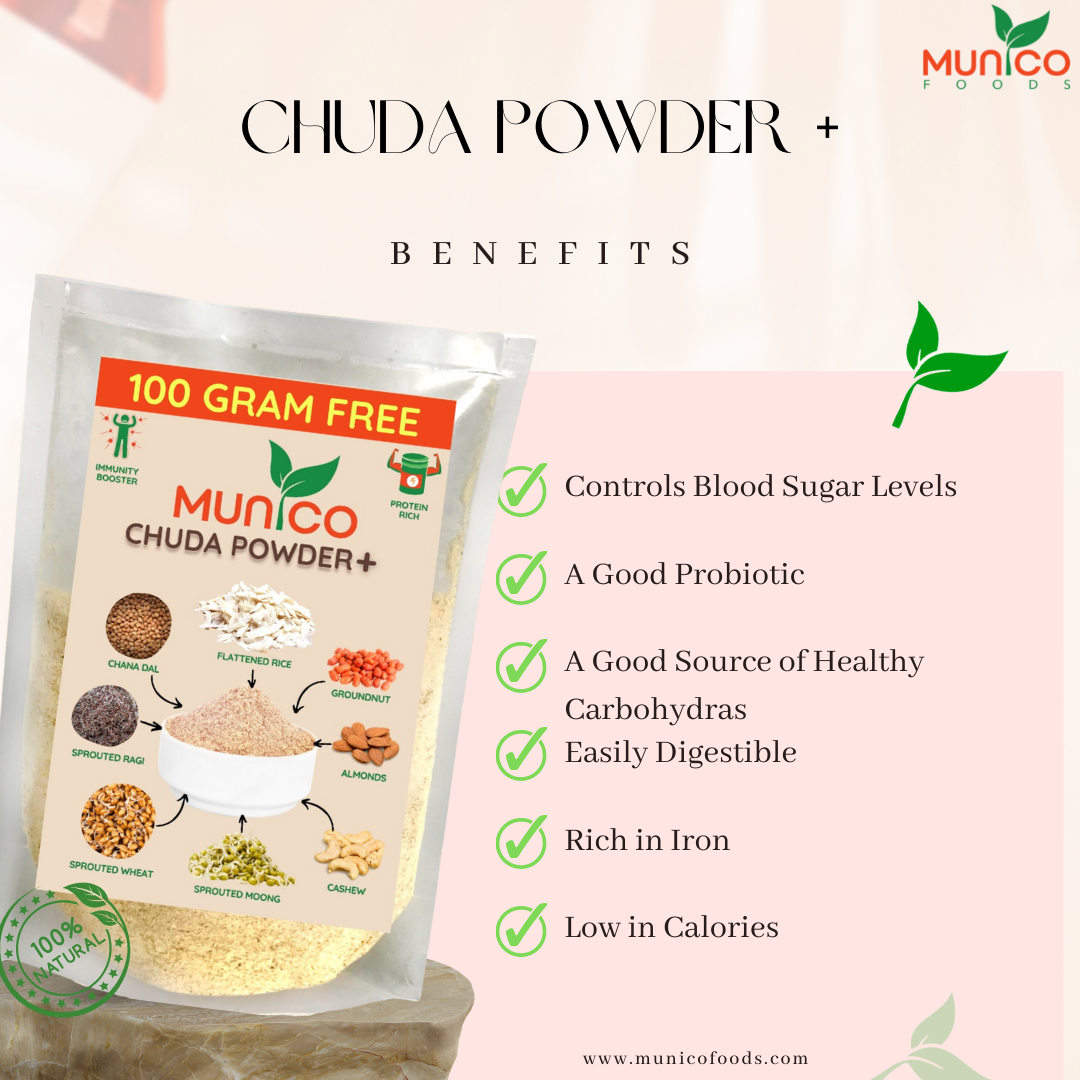 MUNICO
FOODS
CHUDA POWDER +
BENEFITS
100 GRAM FREE
IMMUNITY
BOOSTER
PROTEIN
RICH
MUNICO
CHUDA POWDER+
CHANA DAL
FLATTENED RICE
GROUNDNUT
SPROUTED RAGI
ALMONDS
SPROUTED WHEAT
SPROUTED MOONG
CASHEW
100%
NATURAL
Controls Blood Sugar Levels
A Good Probiotic
A Good Source of Healthy
Carbohydras
Easily Digestible
Rich in Iron
Low in Calories
www.municofoods.com